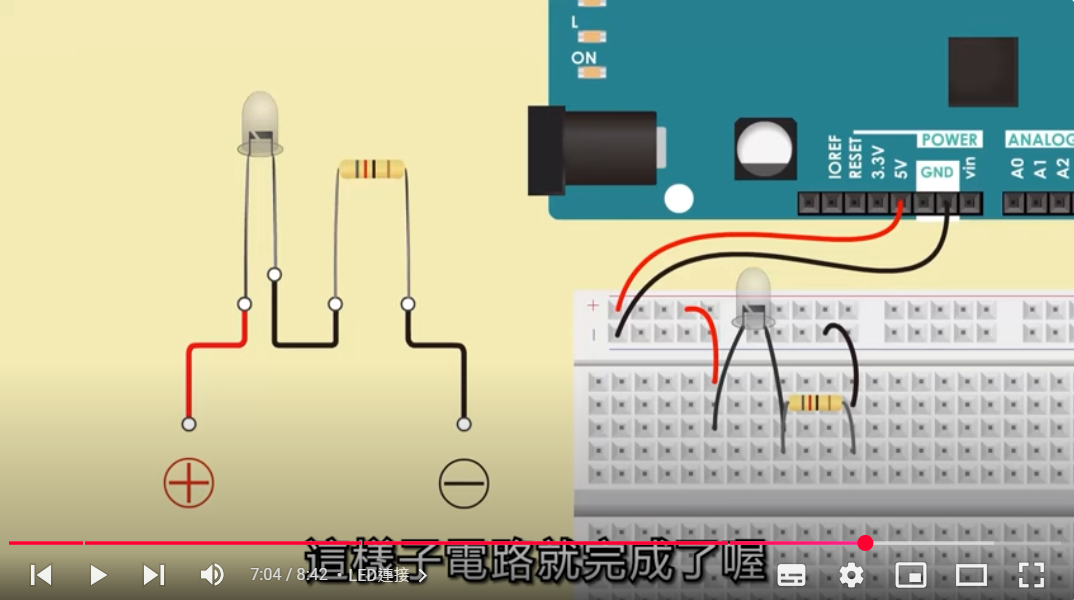 L
ON
IOREF
RESET
3.3V
5V
POWER
GND
vin
ANALOG
A0
A1
A2
這樣子電路就完成了喔
7:04 / 8:42 • LED連接 >